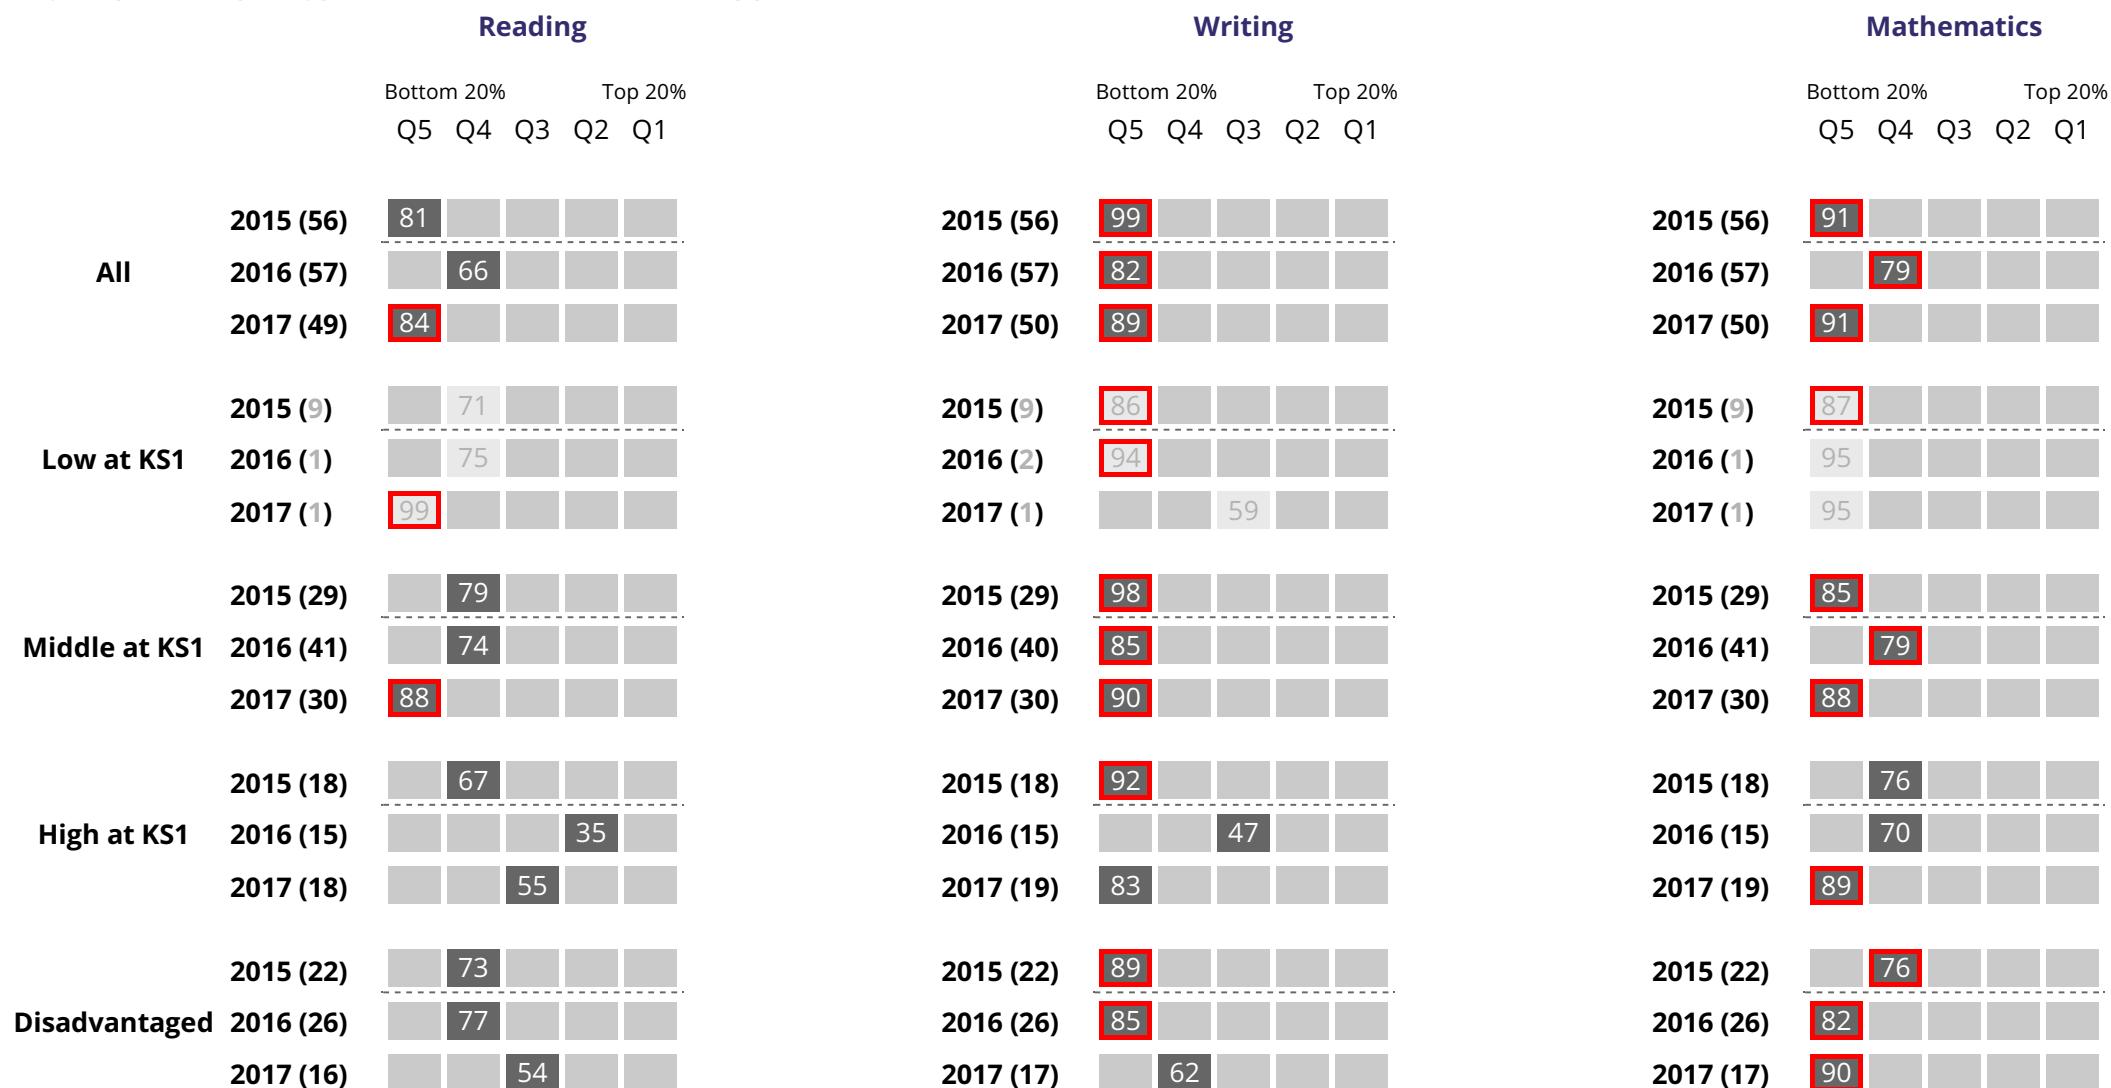 Reading Writing Mathematics
Bottom 20% Top 20% Bottom 20% Top 20% Bottom 20% Top 20%
Q5 Q4 Q3 Q2 Q1 Q5 Q4 Q3 Q2 Q1 Q5 Q4 Q3 Q2 Q1
2015 (56) 81 2015 (56) 99 2015 (56) 91
All 2016 (57) 66 2016 (57) 82 2016 (57) 79
2017 (49) 84 2017 (50) 89 2017 (50) 91
2015 (9) 71 2015 (9) 86 2015 (9) 87
Low at KS1 2016 (1) 75 2016 (2) 94 2016 (1) 95
2017 (1) 99 2017 (1) 59 2017 (1) 95
2015 (29) 79 2015 (29) 98 2015 (29) 85
Middle at KS1 2016 (41) 74 2016 (40) 85 2016 (41) 79
2017 (30) 88 2017 (30) 90 2017 (30) 88
2015 (18) 67 2015 (18) 92 2015 (18) 76
High at KS1 2016 (15) 35 2016 (15) 47 2016 (15) 70
2017 (18) 55 2017 (19) 83 2017 (19) 89
2015 (22) 73 2015 (22) 89 2015 (22) 76
Disadvantaged 2016 (26) 77 2016 (26) 85 2016 (26) 82
2017 (16) 54 2017 (17) 62 2017 (17) 90